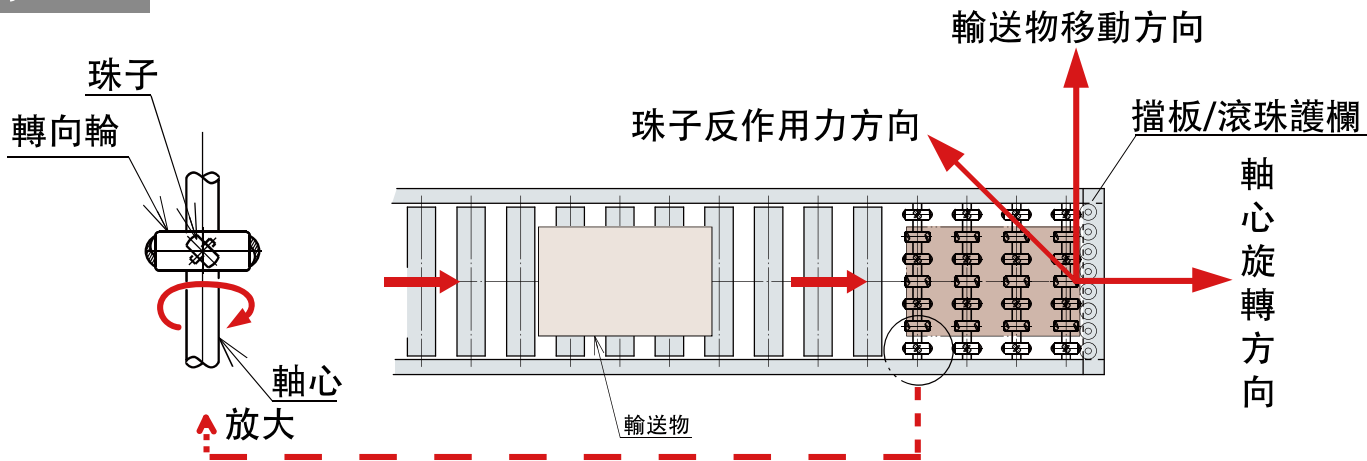 輸送物移動方向
珠子
轉向輪
珠子反作用力方向
擋板/滾珠護欄
軸心旋轉方向
軸心
放大
輸送物